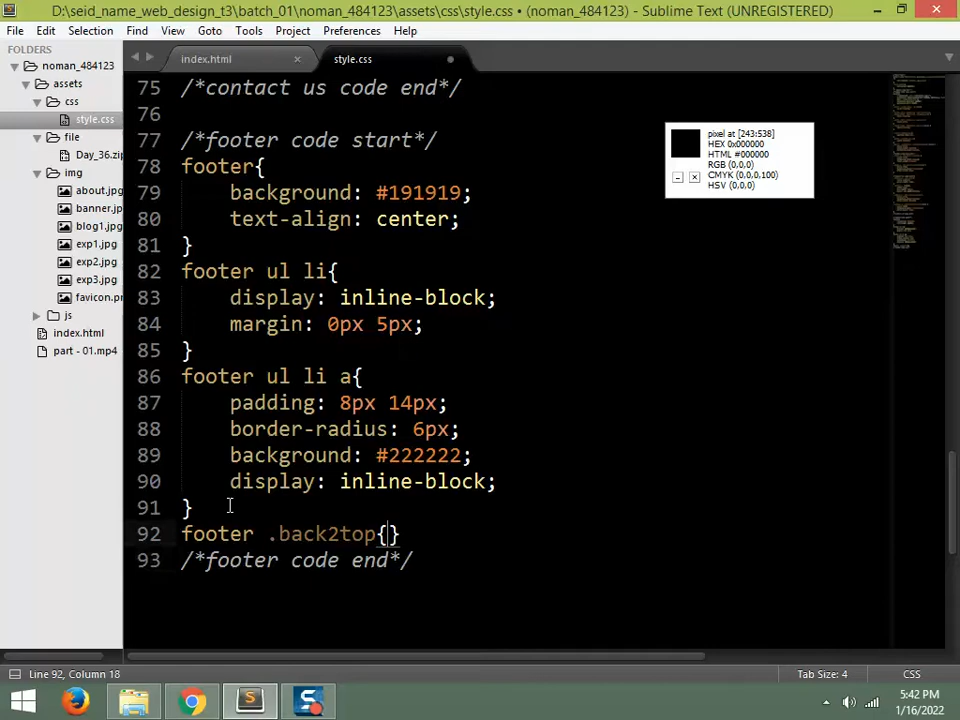 D:\seid_name_web_design_t3\batch_01\noman_484123\assets\css\style.css • (noman_484123) - Sublime Text (UNREGISTERED)
File Edit Selection Find View Goto Tools Project Preferences Help
FOLDERS
noman_484123
assets
css
style.css
file
Day_36.zip
img
about.jpg
banner.jp
blog1.jpg
exp1.jpg
exp2.jpg
exp3.jpg
favicon.pr
js
index.html
part - 01.mp4
index.html
style.css
75 /*contact us code end*/
76
77 /*footer code start*/
78 footer{
79 background: #191919;
80 text-align: center;
81 }
82 footer ul li{
83 display: inline-block;
84 margin: 0px 5px;
85 }
86 footer ul li a{
87 padding: 8px 14px;
88 border-radius: 6px;
89 background: #222222;
90 display: inline-block;
91 }
92 footer .back2top{}
93 /*footer code end*/
pixel at [243:538]
HEX 0x000000
HTML #000000
RGB (0,0,0)
CMYK (0,0,0,100)
HSV (0,0,0)
Line 92, Column 18
Tab Size: 4
CSS
5:42 PM
1/16/2022